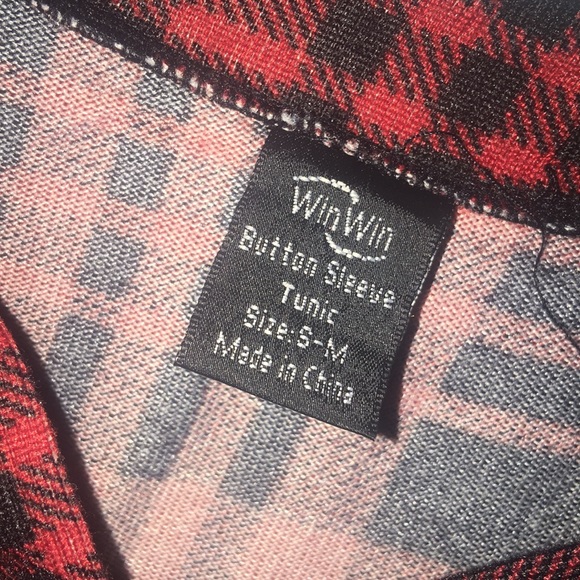 WinWin
Button Sleeve
Tunic
Size:S-M
Made in China